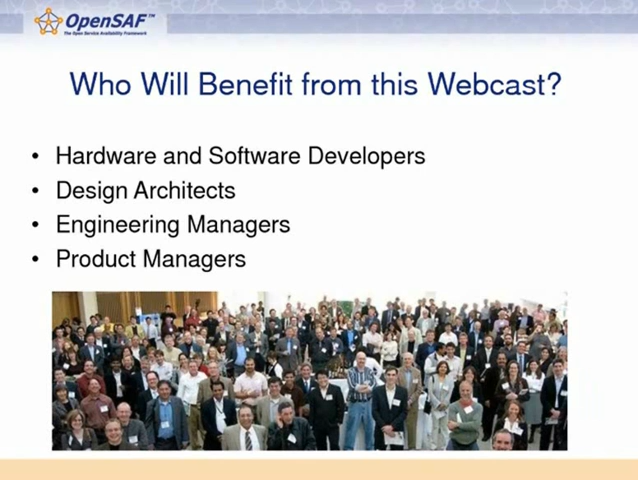 OpenSAF™
The Open Service Availability Framework
Who Will Benefit from this Webcast?
• Hardware and Software Developers
• Design Architects
• Engineering Managers
• Product Managers